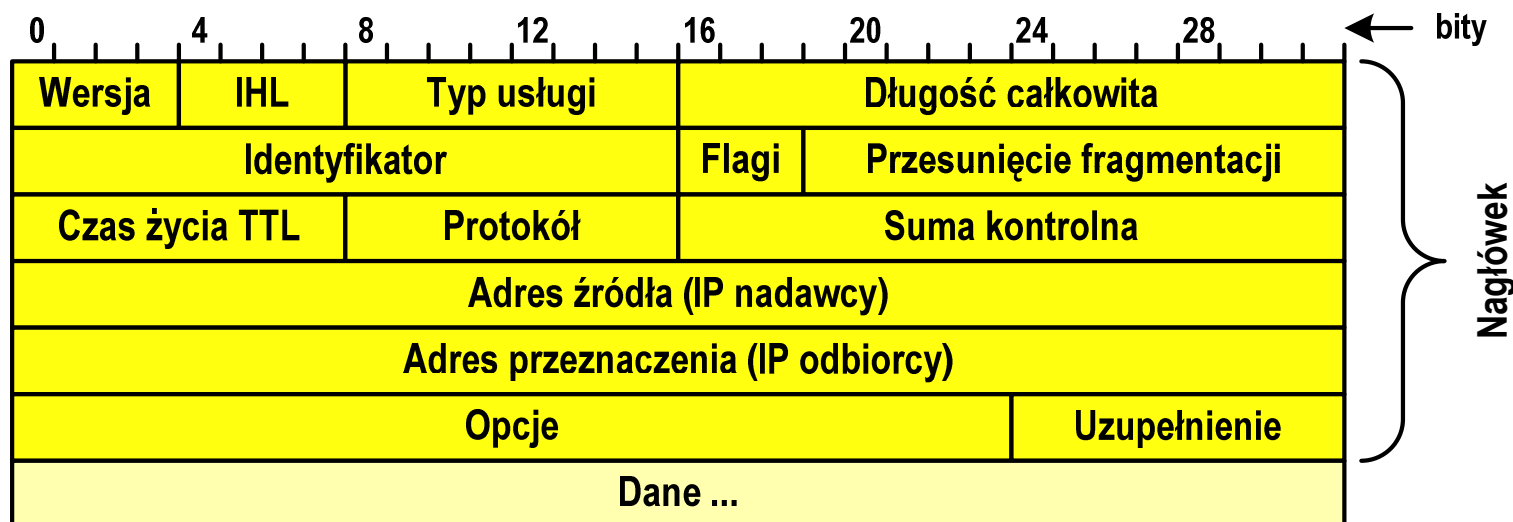 0 4 8 12 16 20 24 28 bity
Wersja IHL Typ usługi Długość całkowita
Identyfikator Flagi Przesunięcie fragmentacji
Czas życia TTL Protokół Suma kontrolna
Adres źródła (IP nadawcy)
Adres przeznaczenia (IP odbiorcy)
Opcje Uzupełnienie
Dane ...
Nagłówek